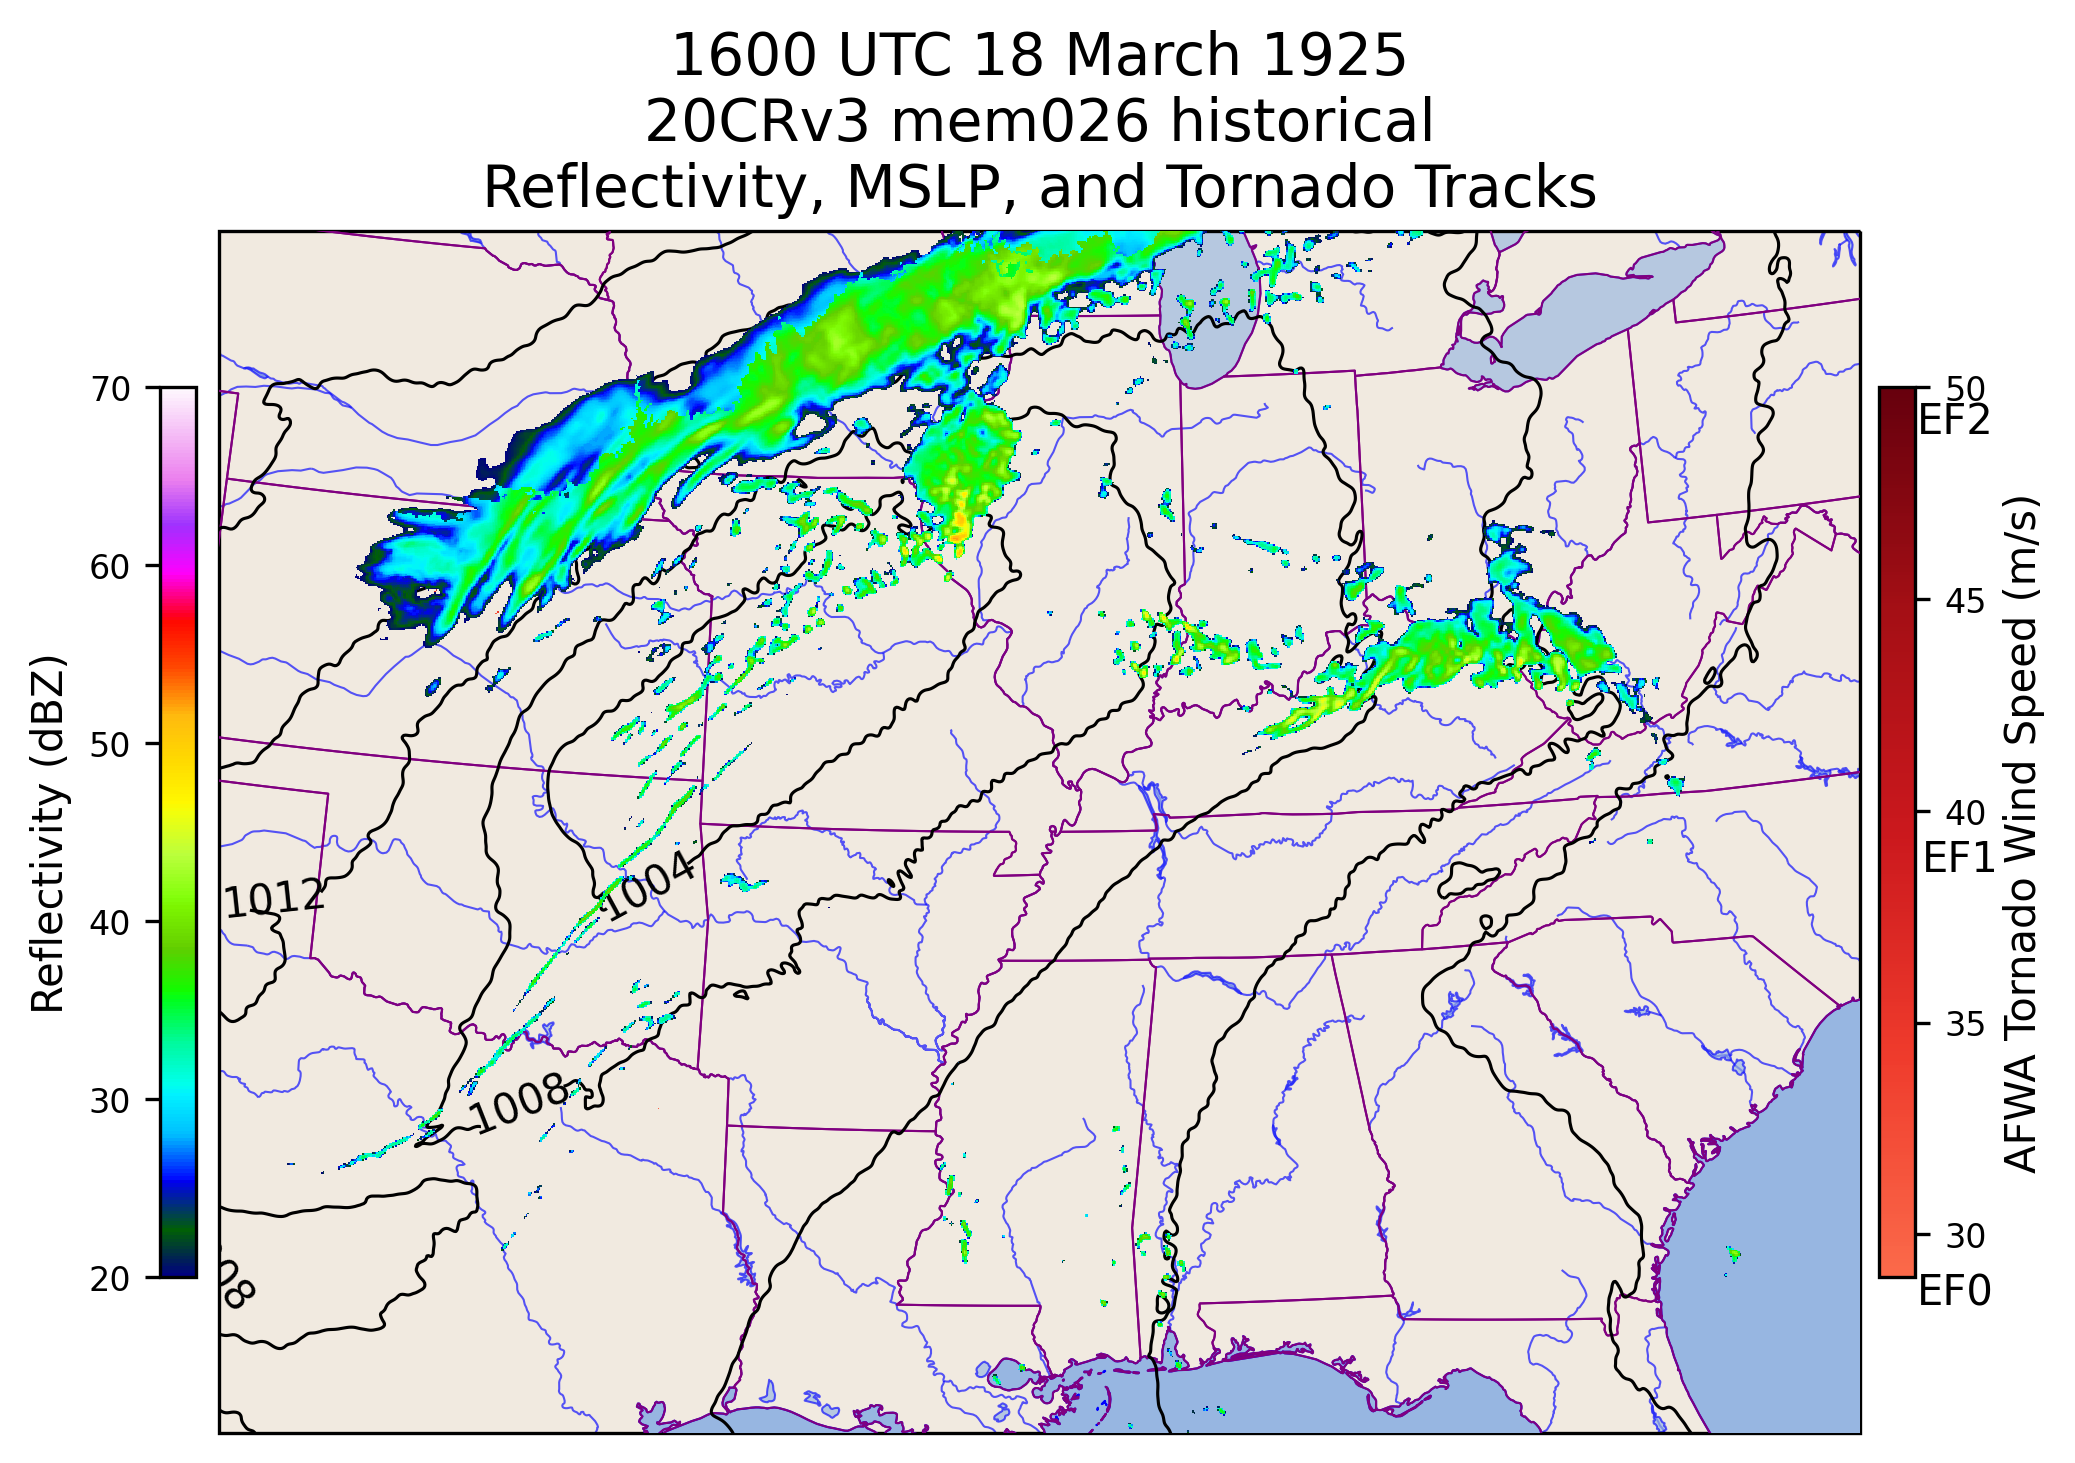 1600 UTC 18 March 1925
20CRv3 mem026 historical
Reflectivity, MSLP, and Tornado Tracks
70
60
50
40
30
20
Reflectivity (dBZ)
1012
1004
1008
08
50
EF2
45
40
EF1
35
30
EF0
AFWA Tornado Wind Speed (m/s)